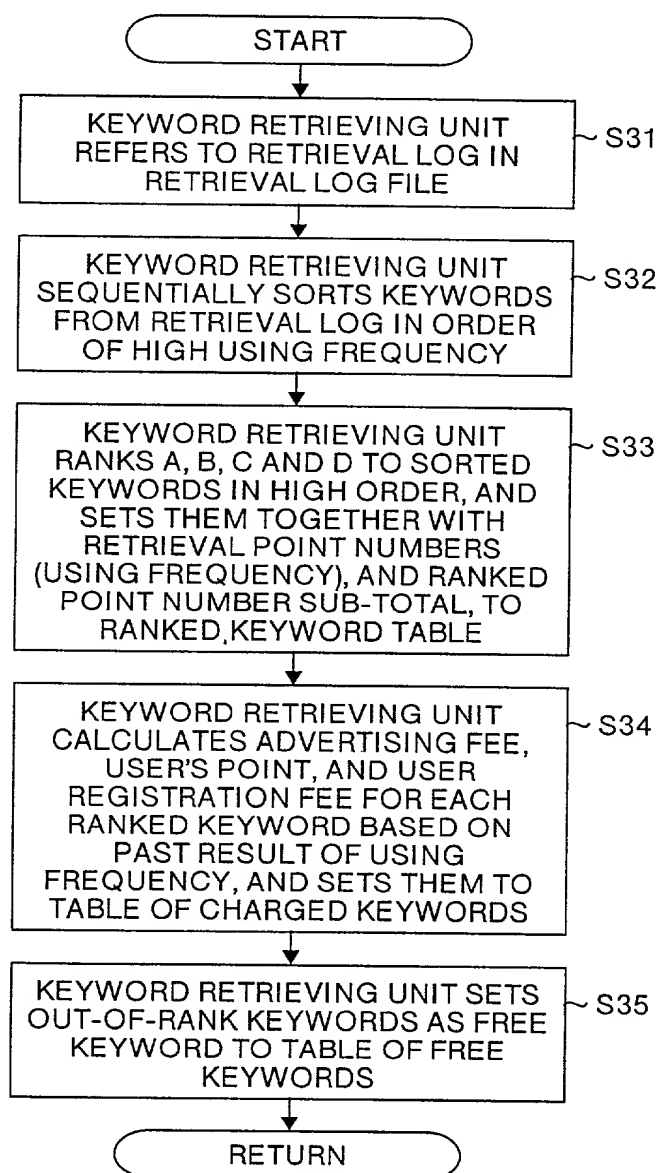 START
KEYWORD RETRIEVING UNIT
REFERS TO RETRIEVAL LOG IN
RETRIEVAL LOG FILE
S31
KEYWORD RETRIEVING UNIT
SEQUENTIALLY SORTS KEYWORDS
FROM RETRIEVAL LOG IN ORDER
OF HIGH USING FREQUENCY
S32
KEYWORD RETRIEVING UNIT
RANKS A, B, C AND D TO SORTED
KEYWORDS IN HIGH ORDER, AND
SETS THEM TOGETHER WITH
RETRIEVAL POINT NUMBERS
(USING FREQUENCY), AND RANKED
POINT NUMBER SUB-TOTAL, TO
RANKED,KEYWORD TABLE
S33
KEYWORD RETRIEVING UNIT
CALCULATES ADVERTISING FEE,
USER'S POINT, AND USER
REGISTRATION FEE FOR EACH
RANKED KEYWORD BASED ON
PAST RESULT OF USING
FREQUENCY, AND SETS THEM TO
TABLE OF CHARGED KEYWORDS
S34
KEYWORD RETRIEVING UNIT SETS
OUT-OF-RANK KEYWORDS AS FREE
KEYWORD TO TABLE OF FREE
KEYWORDS
S35
RETURN